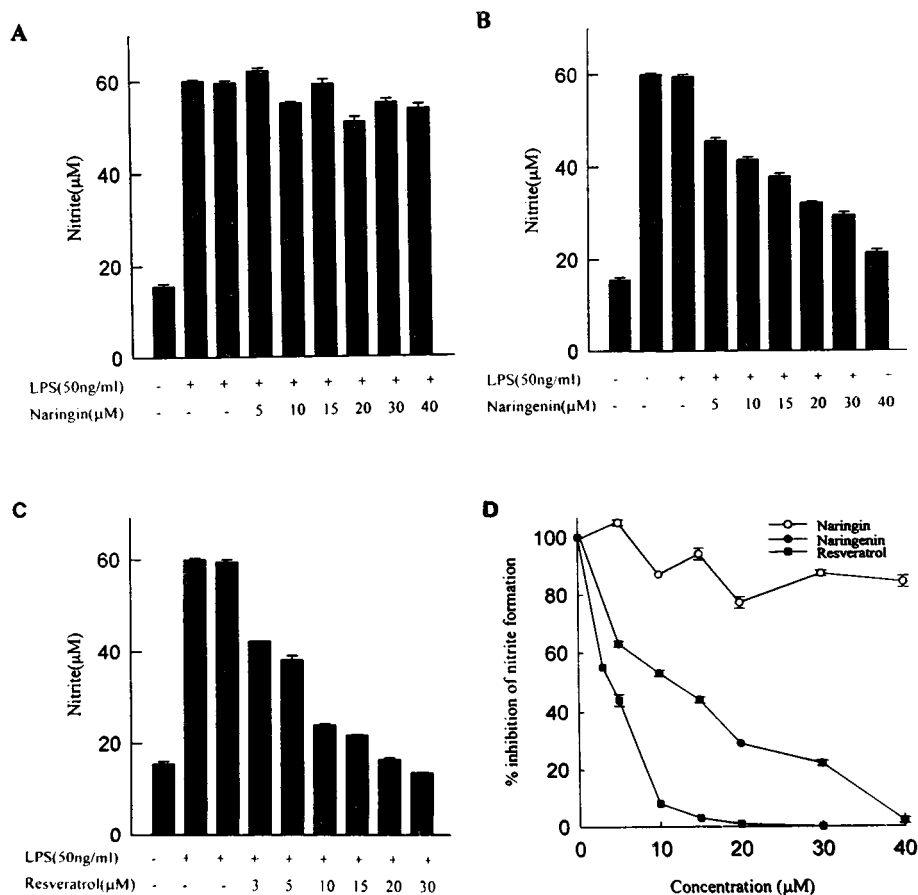 A
60
40
20
0
Nitrite(μM)
LPS(50ng/ml) - + + + + + + + +
Naringin(μM) - - - 5 10 15 20 30 40
B
60
40
20
0
Nitrite(μM)
LPS(50ng/ml) - - + + + + + + -
Naringenin(μM) - - - 5 10 15 20 30 40
C
60
40
20
0
Nitrite(μM)
LPS(50ng/ml) - + + + + + + + +
Resveratrol(μM) - - - 3 5 10 15 20 30
D
Naringin
Naringenin
Resveratrol
100
80
60
40
20
0
% inhibition of nitrite formation
0 10 20 30 40
Concentration (μM)